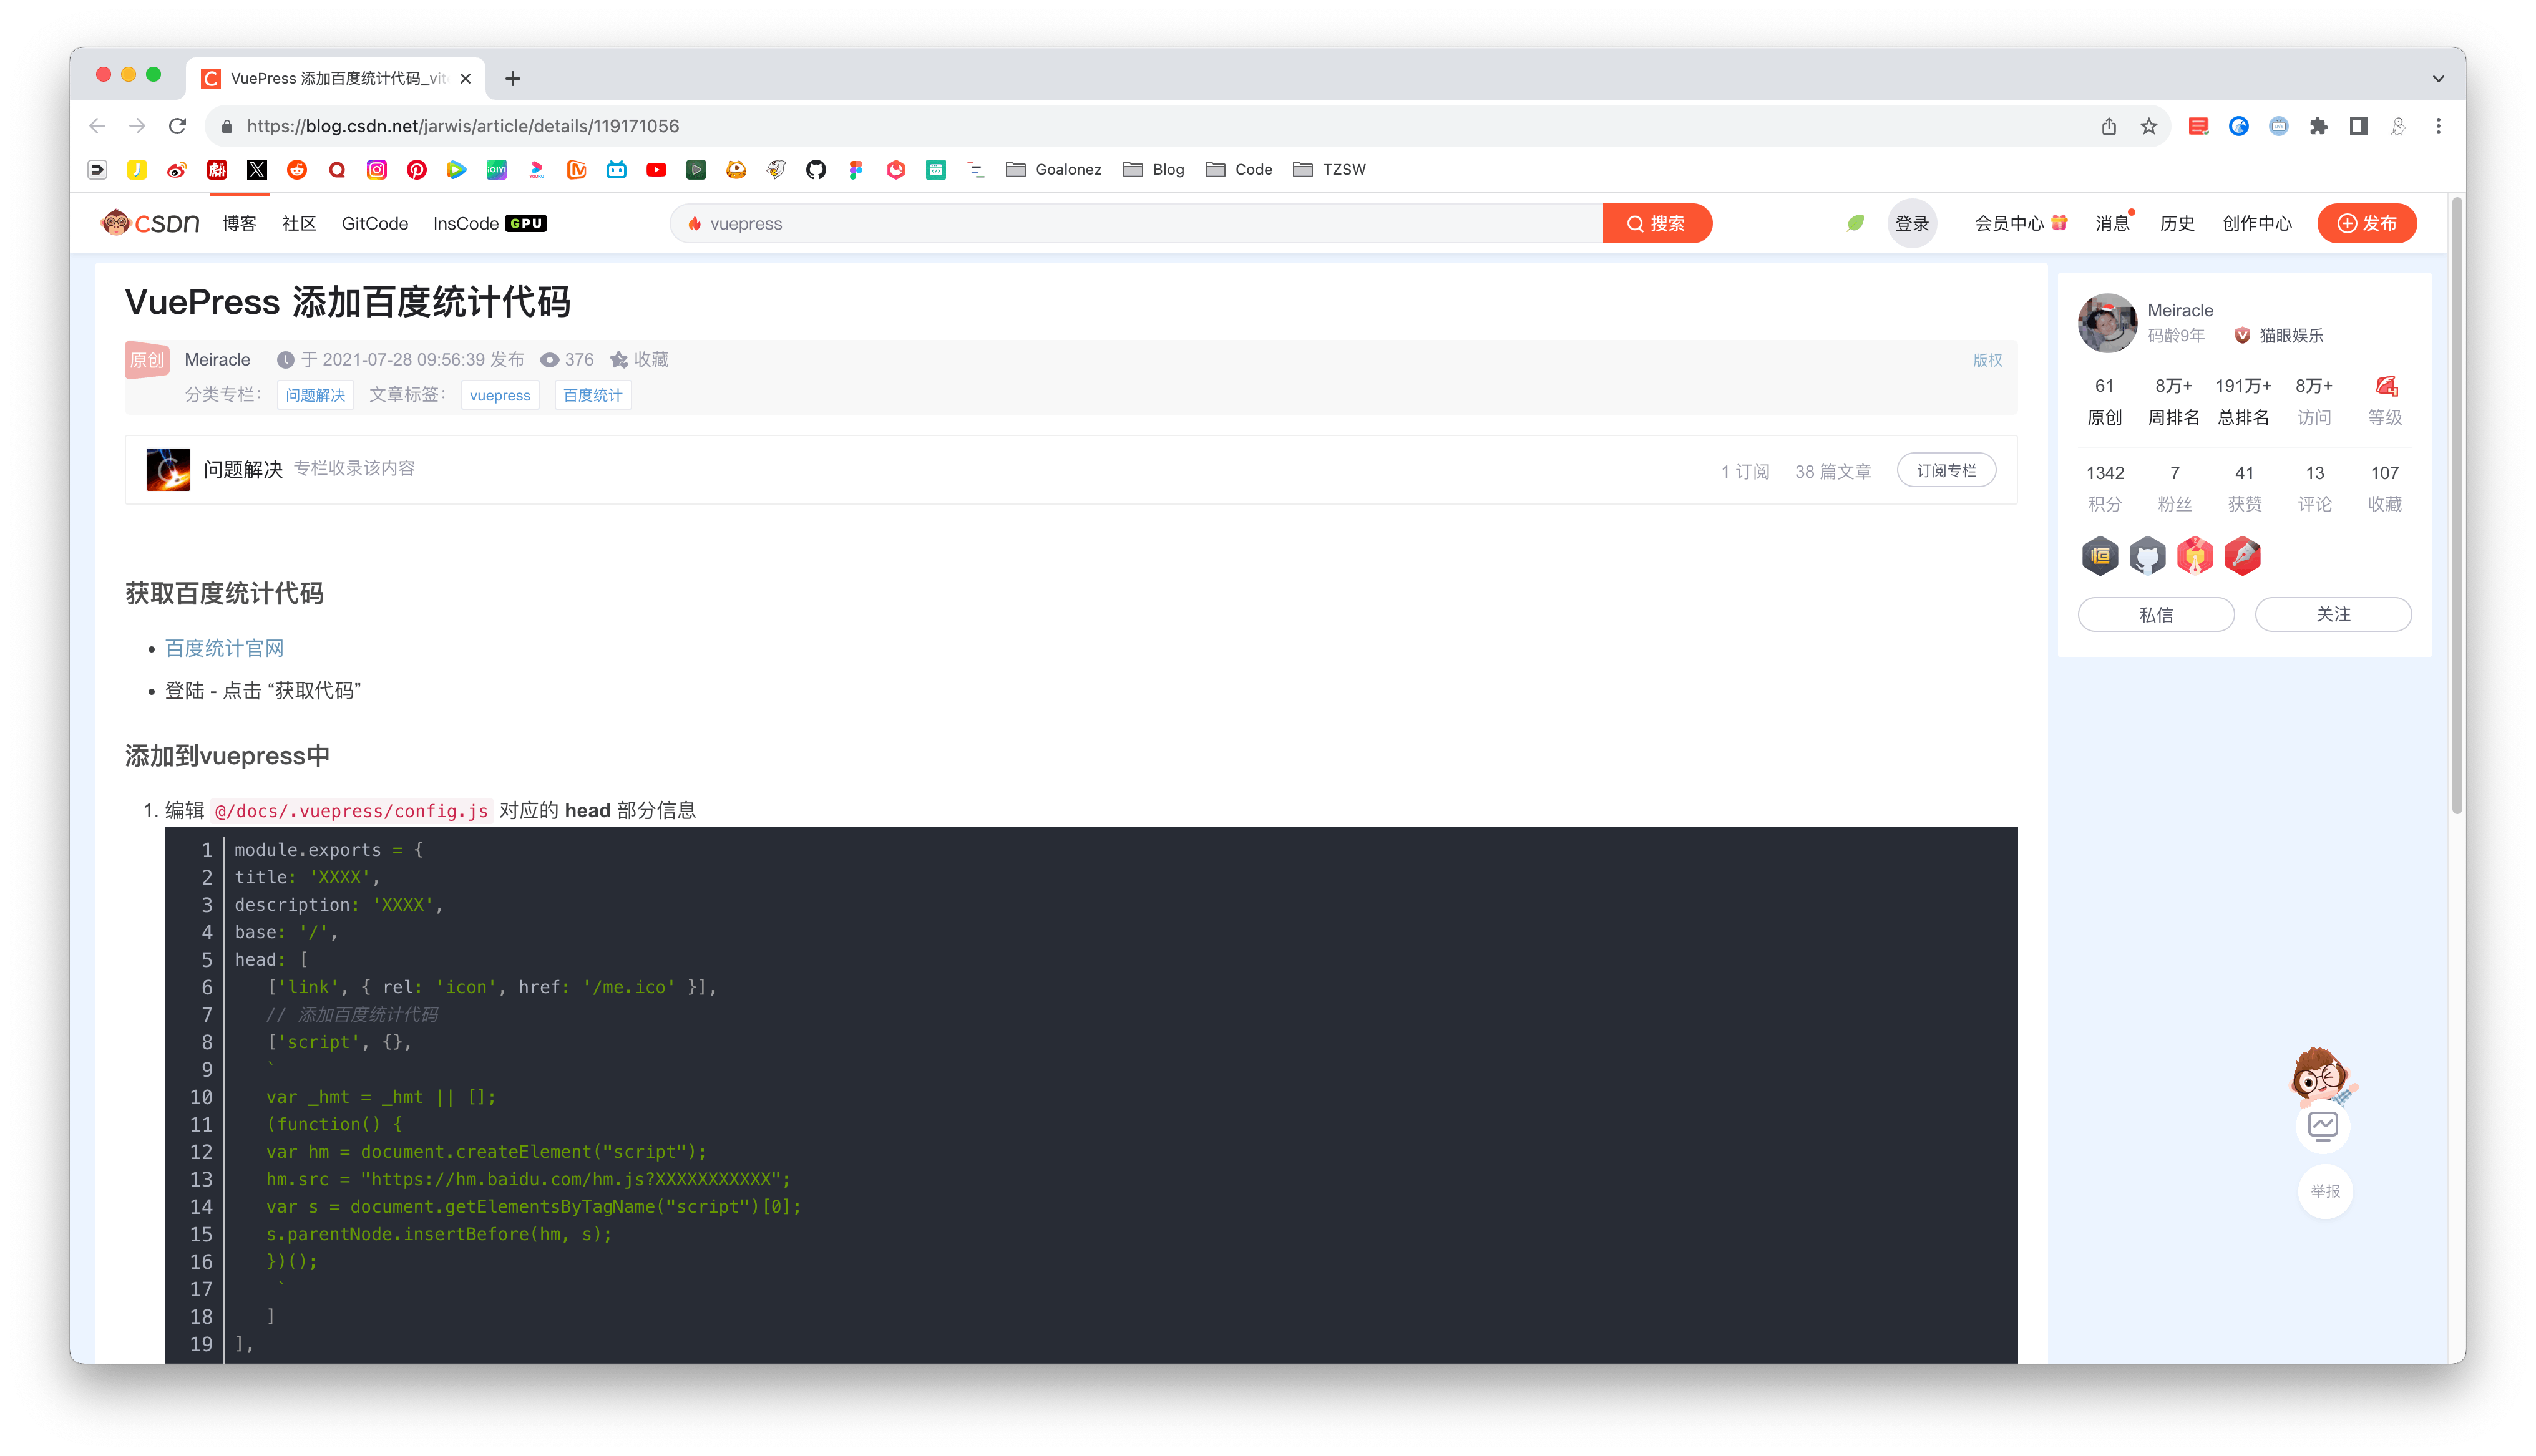 VuePress 添加百度统计代码_vit
https://blog.csdn.net/jarwis/article/details/119171056
Goalonez Blog Code TZSW
CSDN 博客 社区 GitCode InsCode GPU vuepress 搜索 登录 会员中心 消息 历史 创作中心 发布
VuePress 添加百度统计代码
原创 Meiracle 于 2021-07-28 09:56:39 发布 376 收藏 版权
分类专栏： 问题解决 文章标签： vuepress 百度统计
问题解决 专栏收录该内容 1 订阅 38 篇文章 订阅专栏
获取百度统计代码
• 百度统计官网
• 登陆 - 点击 “获取代码”
添加到vuepress中
1. 编辑 @/docs/.vuepress/config.js 对应的 head 部分信息
1 module.exports = {
2 title: 'XXXX',
3 description: 'XXXX',
4 base: '/',
5 head: [
6 ['link', { rel: 'icon', href: '/me.ico' }],
7 // 添加百度统计代码
8 ['script', {},
9 `
10 var _hmt = _hmt || [];
11 (function() {
12 var hm = document.createElement("script");
13 hm.src = "https://hm.baidu.com/hm.js?XXXXXXXXXXX";
14 var s = document.getElementsByTagName("script")[0];
15 s.parentNode.insertBefore(hm, s);
16 })();
17 `
18 ]
19 ],
Meiracle
码龄9年 猫眼娱乐
61 8万+ 191万+ 8万+
原创 周排名 总排名 访问 等级
1342 7 41 13 107
积分 粉丝 获赞 评论 收藏
私信 关注
举报